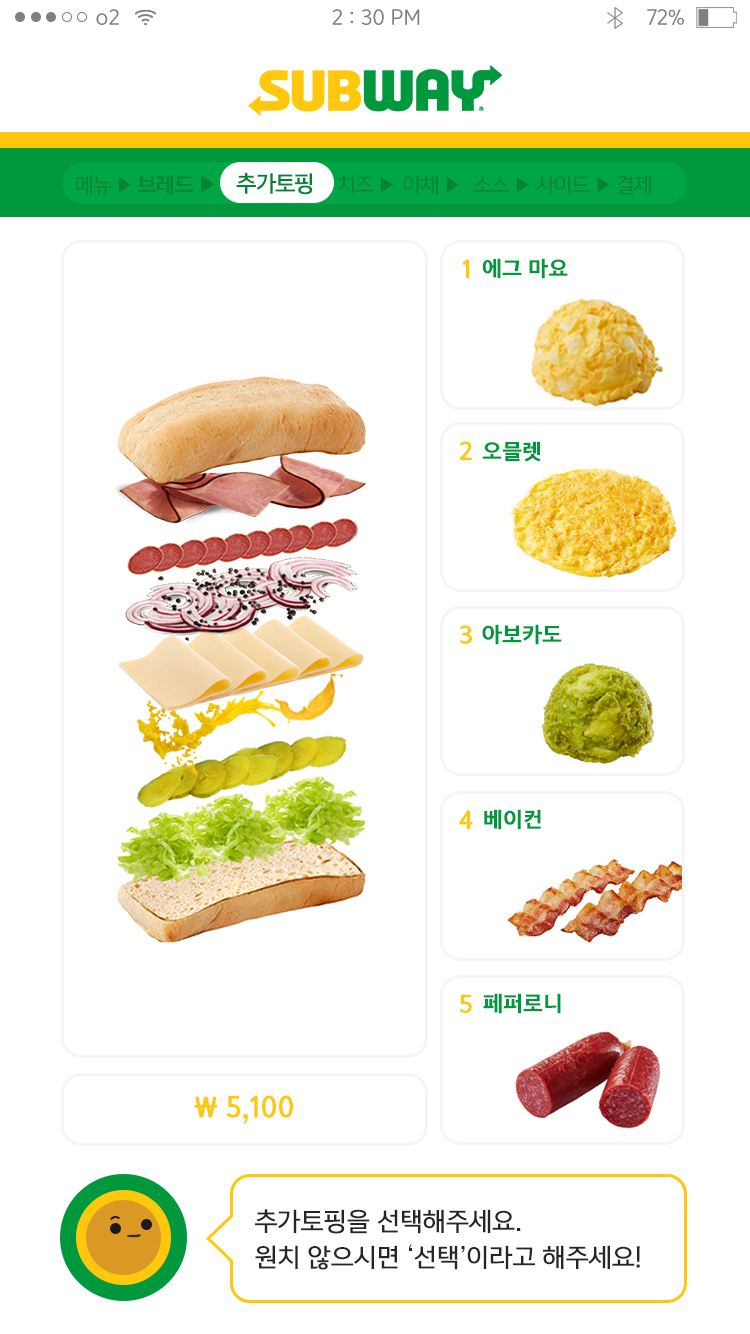 o2
2 : 30 PM
72%
SUBWAY
메뉴 ▶ 브레드 ▶ 추가토핑 치즈 ▶ 야채 ▶ 소스 ▶ 사이드 ▶ 결제
1 에그 마요
2 오믈렛
3 아보카도
4 베이컨
5 페퍼로니
₩ 5,100
추가토핑을 선택해주세요.
원치 않으시면 ‘선택’이라고 해주세요!